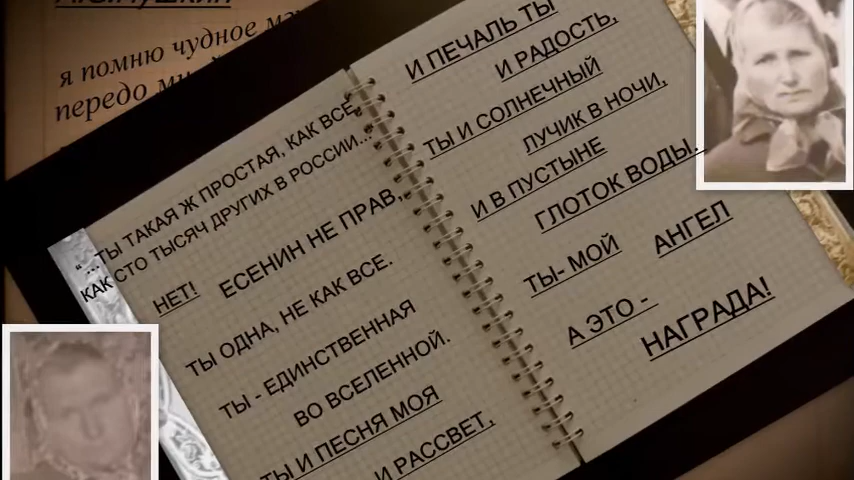 я помню чудное
передо
“...ТЫ ТАКАЯ Ж ПРОСТАЯ, КАК ВСЕ,
КАК СТО ТЫСЯЧ ДРУГИХ В РОССИИ...
НЕТ! ЕСЕНИН НЕ ПРАВ,
ТЫ ОДНА, НЕ КАК ВСЕ.
ТЫ - ЕДИНСТВЕННАЯ
ВО ВСЕЛЕННОЙ.
ТЫ И ПЕСНЯ МОЯ
И РАССВЕТ,
И ПЕЧАЛЬ ТЫ
И РАДОСТЬ,
ТЫ И СОЛНЕЧНЫЙ
ЛУЧИК В НОЧИ,
И В ПУСТЫНЕ
ГЛОТОК ВОДЫ.
ТЫ- МОЙ АНГЕЛ
А ЭТО -
НАГРАДА!